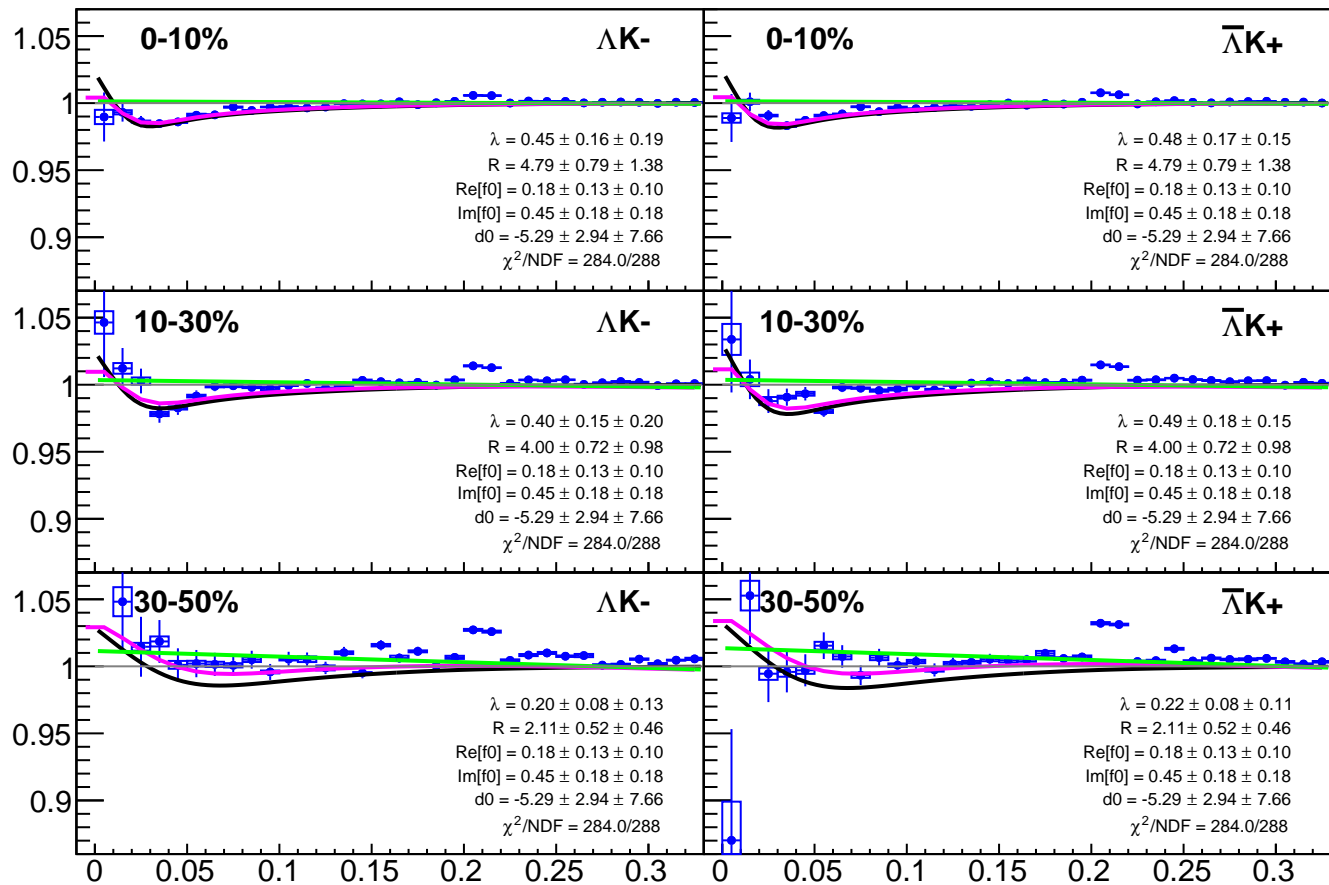 0-10%
ΛK-
1.05
1
0.95
0.9
λ = 0.45 ± 0.16 ± 0.19
R = 4.79 ± 0.79 ± 1.38
Re[f0] = 0.18 ± 0.13 ± 0.10
Im[f0] = 0.45 ± 0.18 ± 0.18
d0 = -5.29 ± 2.94 ± 7.66
χ²/NDF = 284.0/288
0-10%
Λ̅K+
λ = 0.48 ± 0.17 ± 0.15
R = 4.79 ± 0.79 ± 1.38
Re[f0] = 0.18 ± 0.13 ± 0.10
Im[f0] = 0.45 ± 0.18 ± 0.18
d0 = -5.29 ± 2.94 ± 7.66
χ²/NDF = 284.0/288
10-30%
ΛK-
1.05
1
0.95
0.9
λ = 0.40 ± 0.15 ± 0.20
R = 4.00 ± 0.72 ± 0.98
Re[f0] = 0.18 ± 0.13 ± 0.10
Im[f0] = 0.45 ± 0.18 ± 0.18
d0 = -5.29 ± 2.94 ± 7.66
χ²/NDF = 284.0/288
10-30%
Λ̅K+
λ = 0.49 ± 0.18 ± 0.15
R = 4.00 ± 0.72 ± 0.98
Re[f0] = 0.18 ± 0.13 ± 0.10
Im[f0] = 0.45 ± 0.18 ± 0.18
d0 = -5.29 ± 2.94 ± 7.66
χ²/NDF = 284.0/288
30-50%
ΛK-
1.05
1
0.95
0.9
λ = 0.20 ± 0.08 ± 0.13
R = 2.11 ± 0.52 ± 0.46
Re[f0] = 0.18 ± 0.13 ± 0.10
Im[f0] = 0.45 ± 0.18 ± 0.18
d0 = -5.29 ± 2.94 ± 7.66
χ²/NDF = 284.0/288
30-50%
Λ̅K+
λ = 0.22 ± 0.08 ± 0.11
R = 2.11 ± 0.52 ± 0.46
Re[f0] = 0.18 ± 0.13 ± 0.10
Im[f0] = 0.45 ± 0.18 ± 0.18
d0 = -5.29 ± 2.94 ± 7.66
χ²/NDF = 284.0/288
0 0.05 0.1 0.15 0.2 0.25 0.3
0 0.05 0.1 0.15 0.2 0.25 0.3